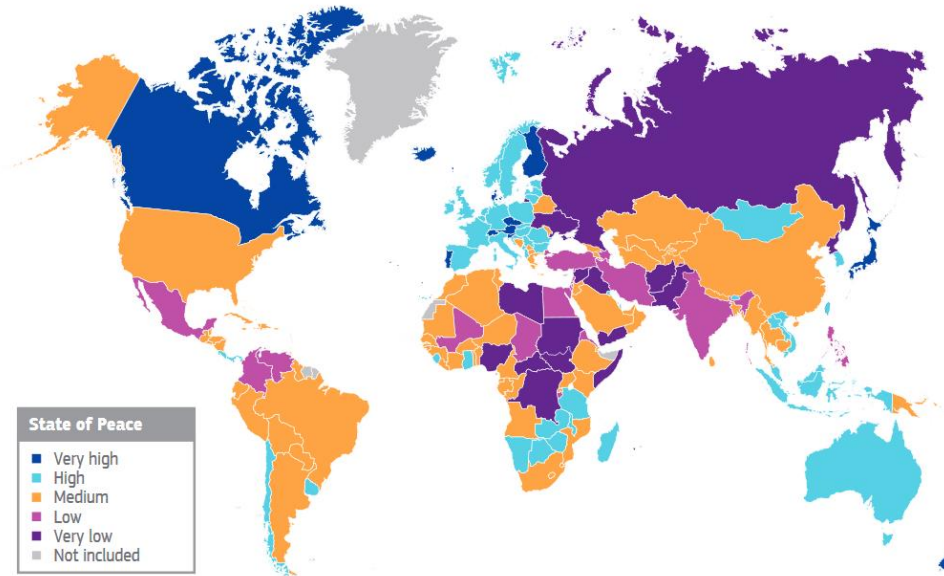 State of Peace
Very high
High
Medium
Low
Very low
Not included